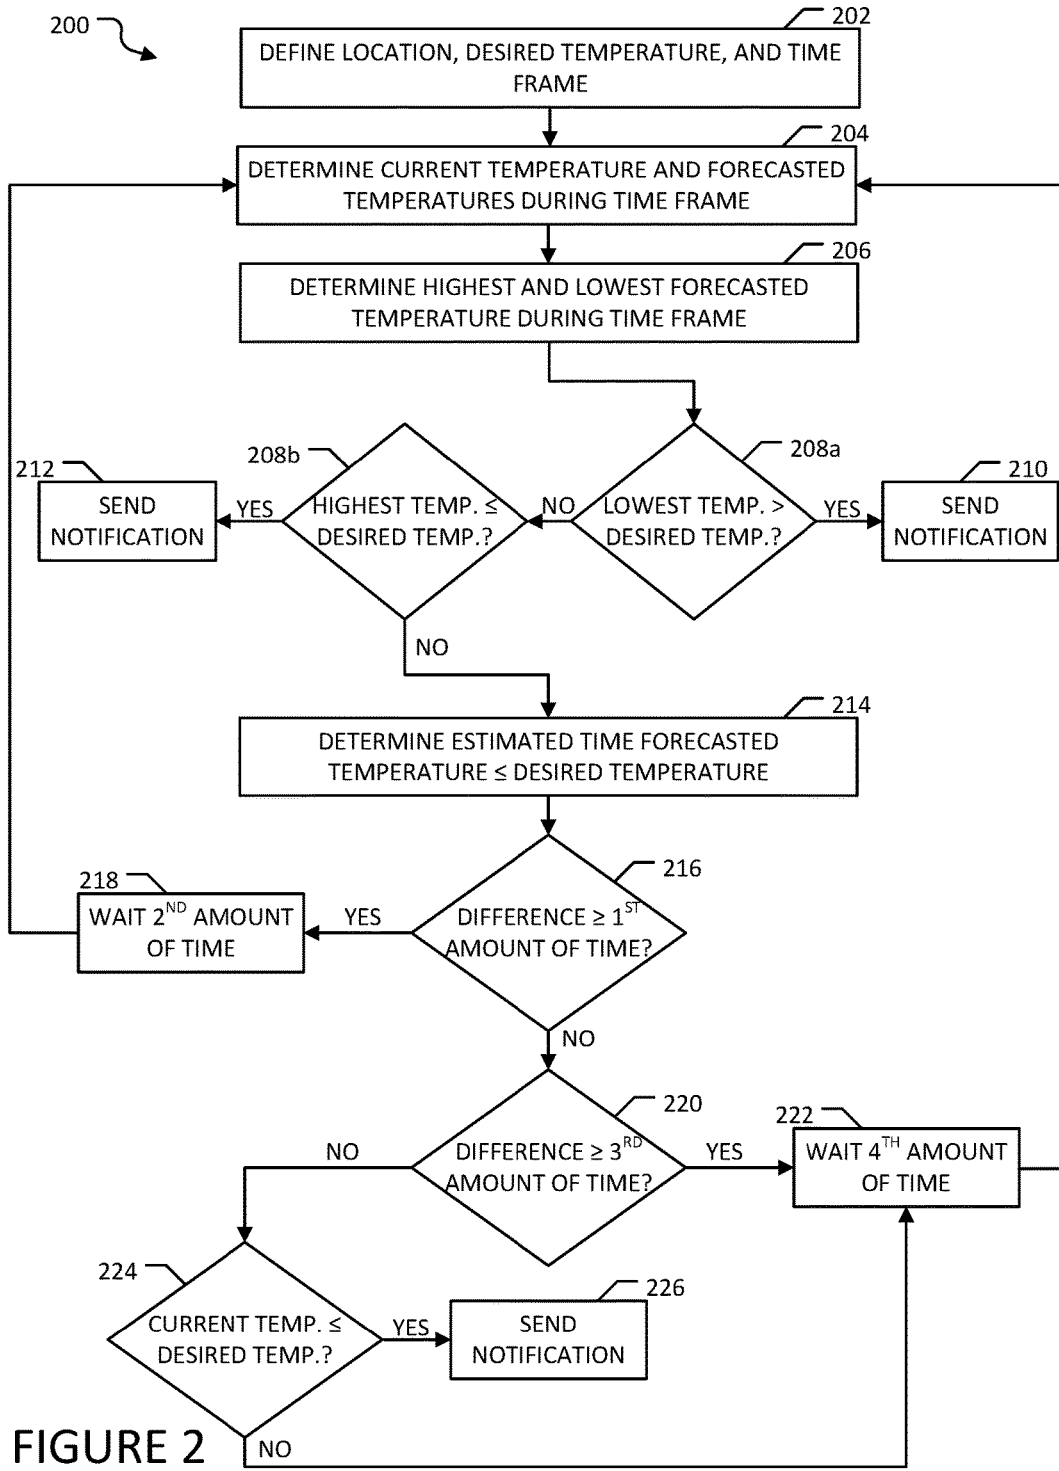 200
202
DEFINE LOCATION, DESIRED TEMPERATURE, AND TIME
FRAME
204
DETERMINE CURRENT TEMPERATURE AND FORECASTED
TEMPERATURES DURING TIME FRAME
206
DETERMINE HIGHEST AND LOWEST FORECASTED
TEMPERATURE DURING TIME FRAME
212
SEND
NOTIFICATION
YES
208b
HIGHEST TEMP. ≤
DESIRED TEMP.?
NO
208a
LOWEST TEMP. >
DESIRED TEMP.?
YES
210
SEND
NOTIFICATION
NO
214
DETERMINE ESTIMATED TIME FORECASTED
TEMPERATURE ≤ DESIRED TEMPERATURE
216
DIFFERENCE ≥ 1ST
AMOUNT OF TIME?
YES
218
WAIT 2ND AMOUNT
OF TIME
NO
220
DIFFERENCE ≥ 3RD
AMOUNT OF TIME?
YES
222
WAIT 4TH AMOUNT
OF TIME
NO
224
CURRENT TEMP. ≤
DESIRED TEMP.?
YES
226
SEND
NOTIFICATION
NO
FIGURE 2